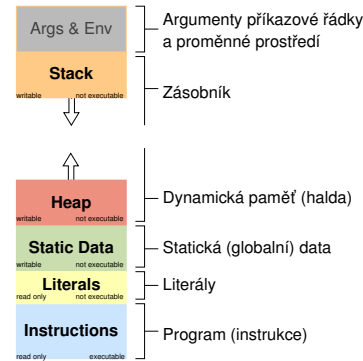 Args & Env
Argumenty příkazové řádky
a proměnné prostředí
Stack
writable not executable
Zásobník
Heap
writable not executable
Dynamická paměť (halda)
Static Data
writable not executable
Statická (globalní) data
Literals
read only not executable
Literály
Instructions
read only executable
Program (instrukce)